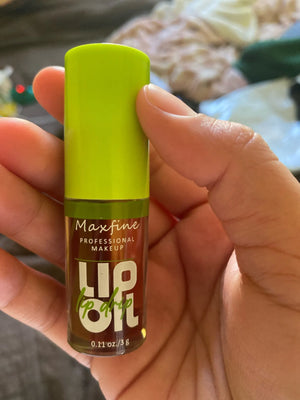 Maxfine
PROFESSIONAL
MAKEUP
LIP
lip drip
OIL
0.11 oz./3 g